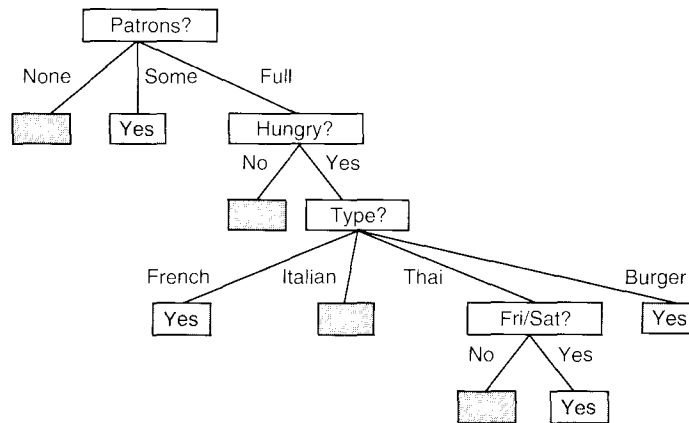 Patrons?
None Some Full
Yes Hungry?
No Yes
Type?
French Italian Thai Burger
Yes Fri/Sat? Yes
No Yes
Yes